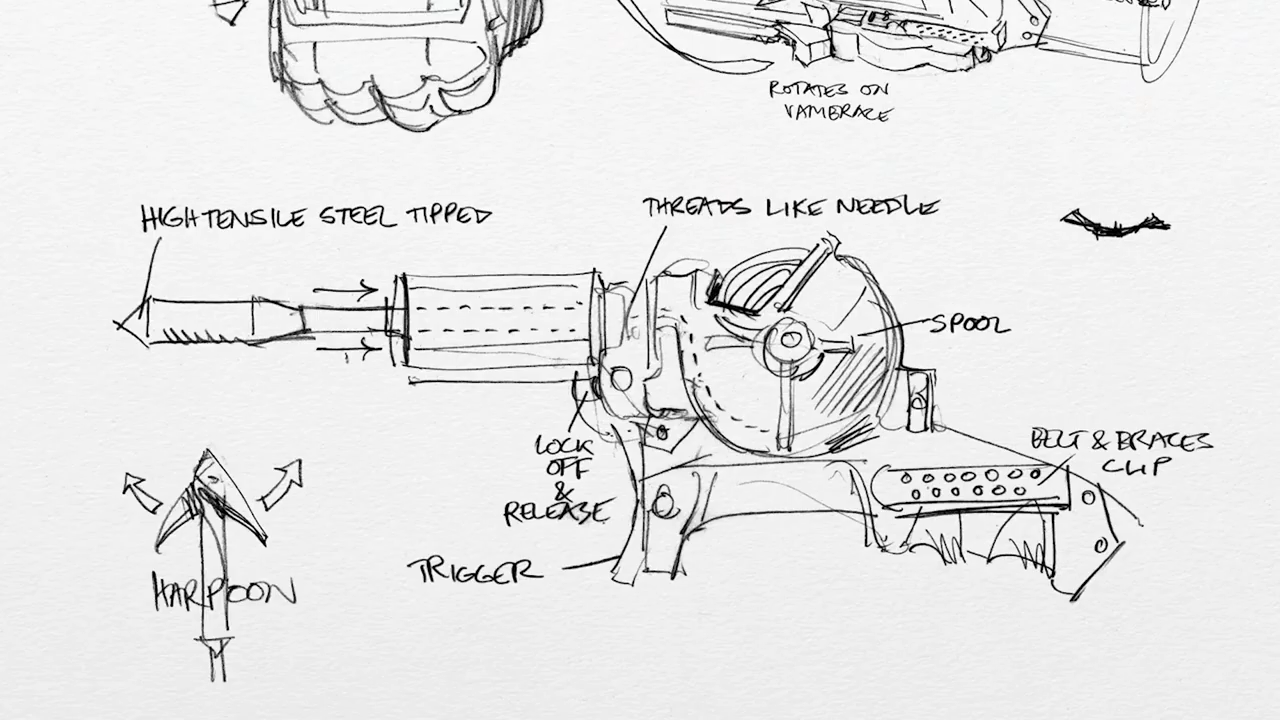 ROTATES ON
VAMBRACE
HIGH TENSILE STEEL TIPPED
THREADS LIKE NEEDLE
SPOOL
LOCK
OFF
&
RELEASE
BELT & BRACES
CLIP
TRIGGER
HARPOON